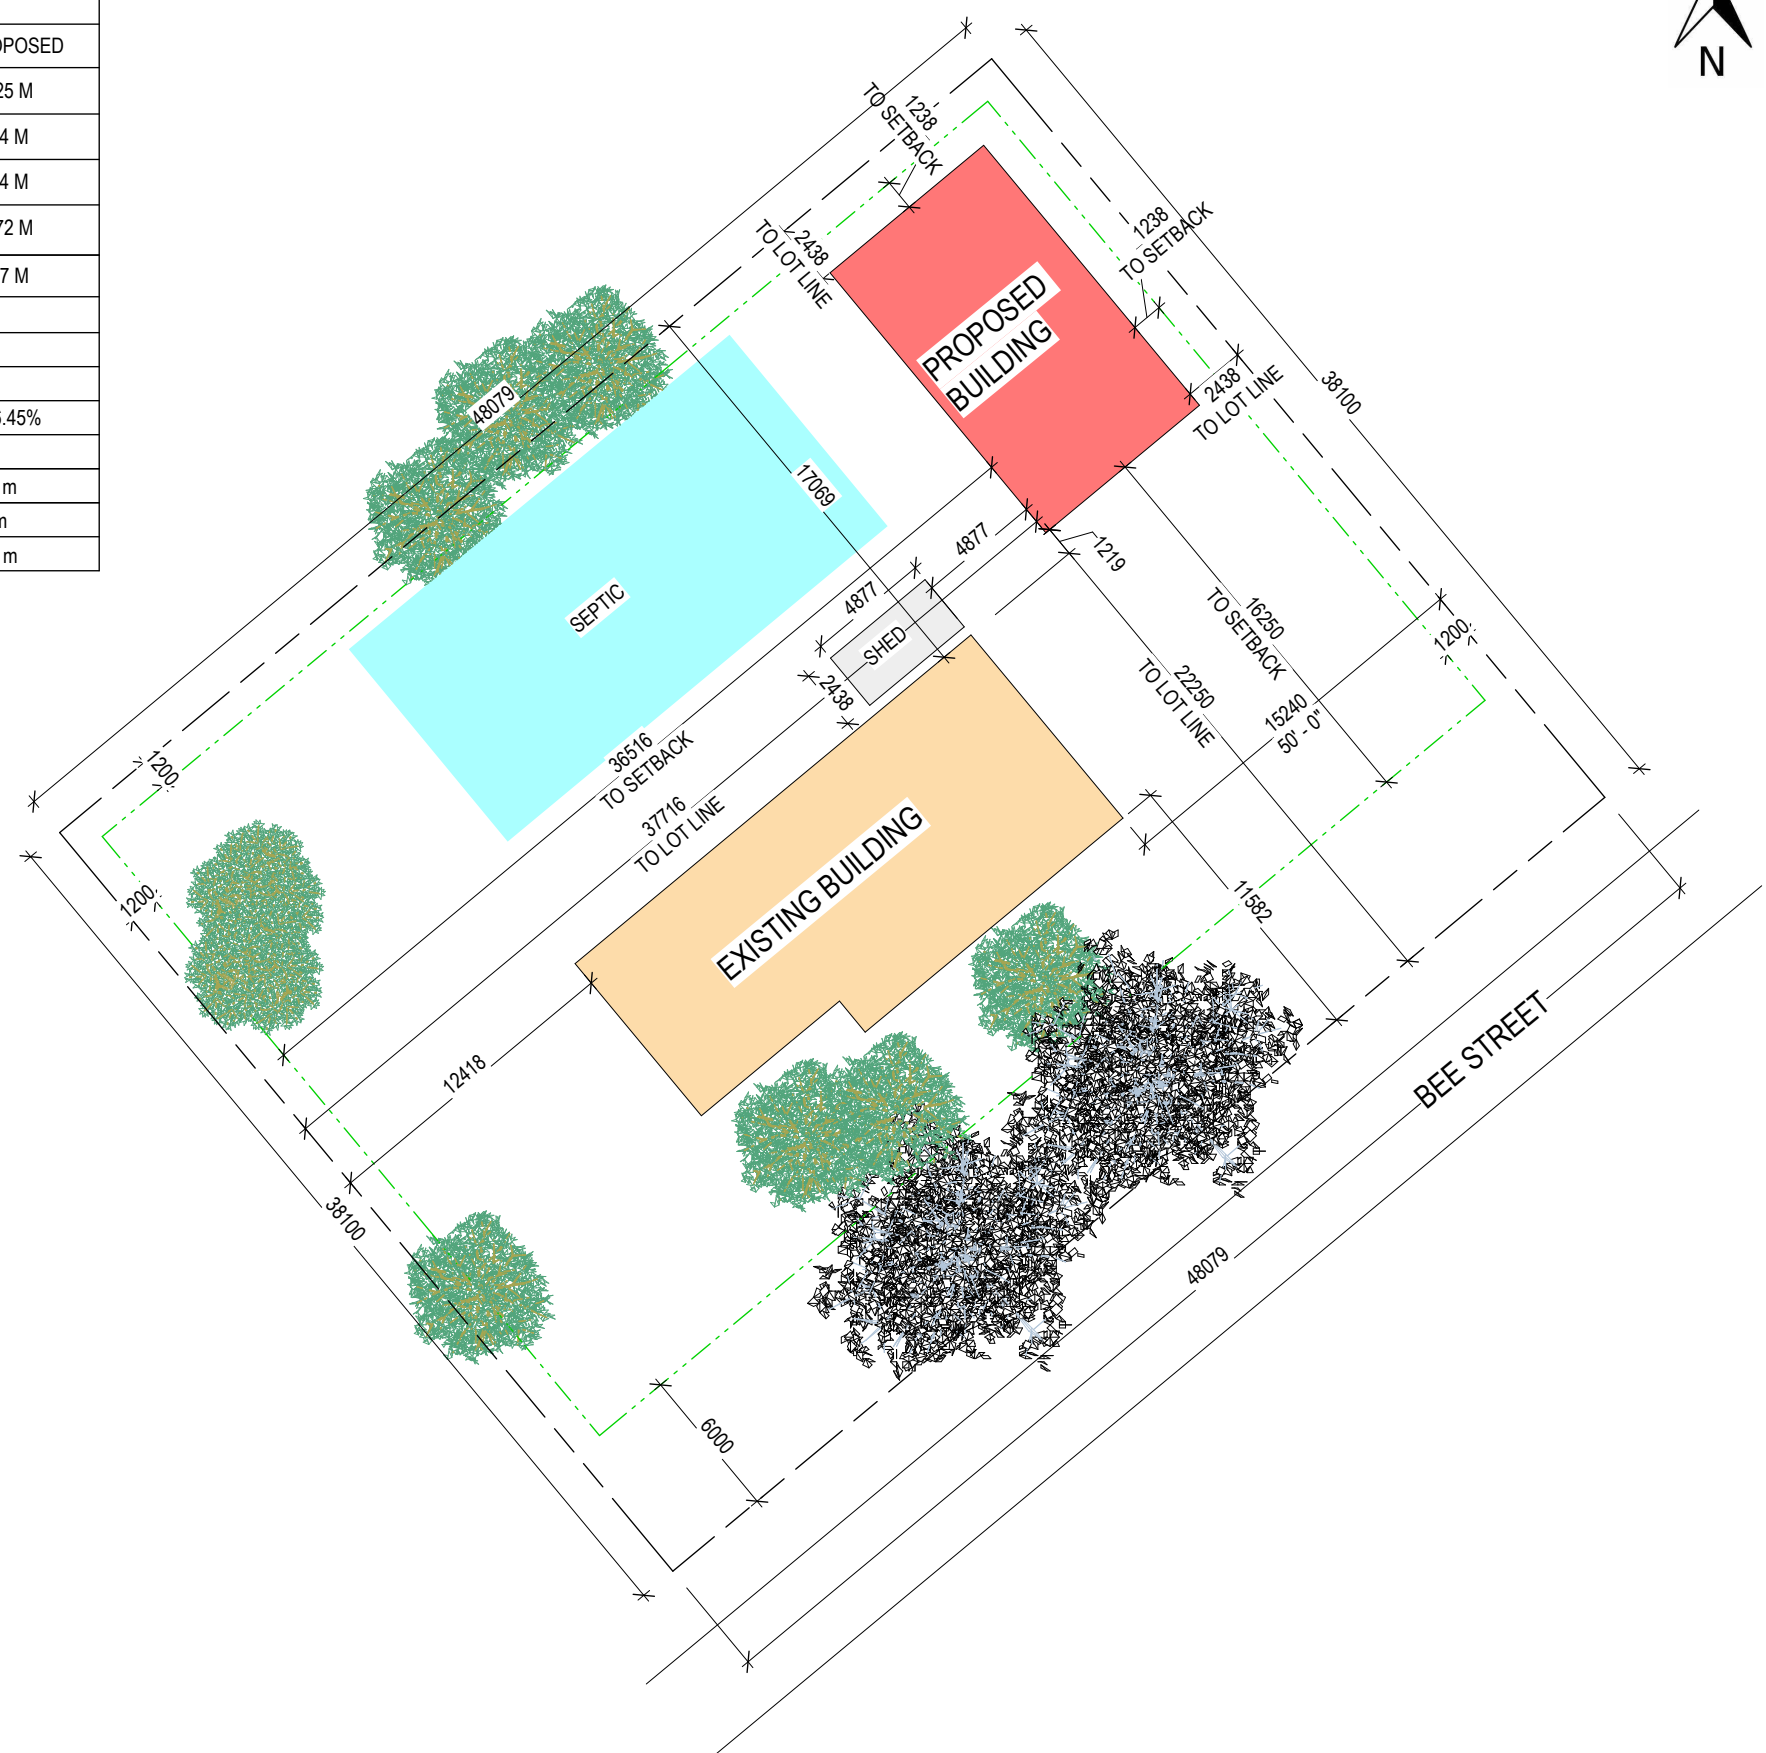 OPOSED
25 M
4 M
4 M
72 M
7 M
6.45%
m
m
m
N
1238
TO SETBACK
2438
TO LOT LINE
1238
TO SETBACK
2438
TO LOT LINE
38100
48079
PROPOSED
BUILDING
17069
SEPTIC
4877
4877
1219
SHED
2438
16250
TO SETBACK
22250
TO LOT LINE
1200
15240
50' - 0"
1200
36516
TO SETBACK
37716
TO LOT LINE
EXISTING BUILDING
1200
11582
12418
BEE STREET
38100
48079
6000